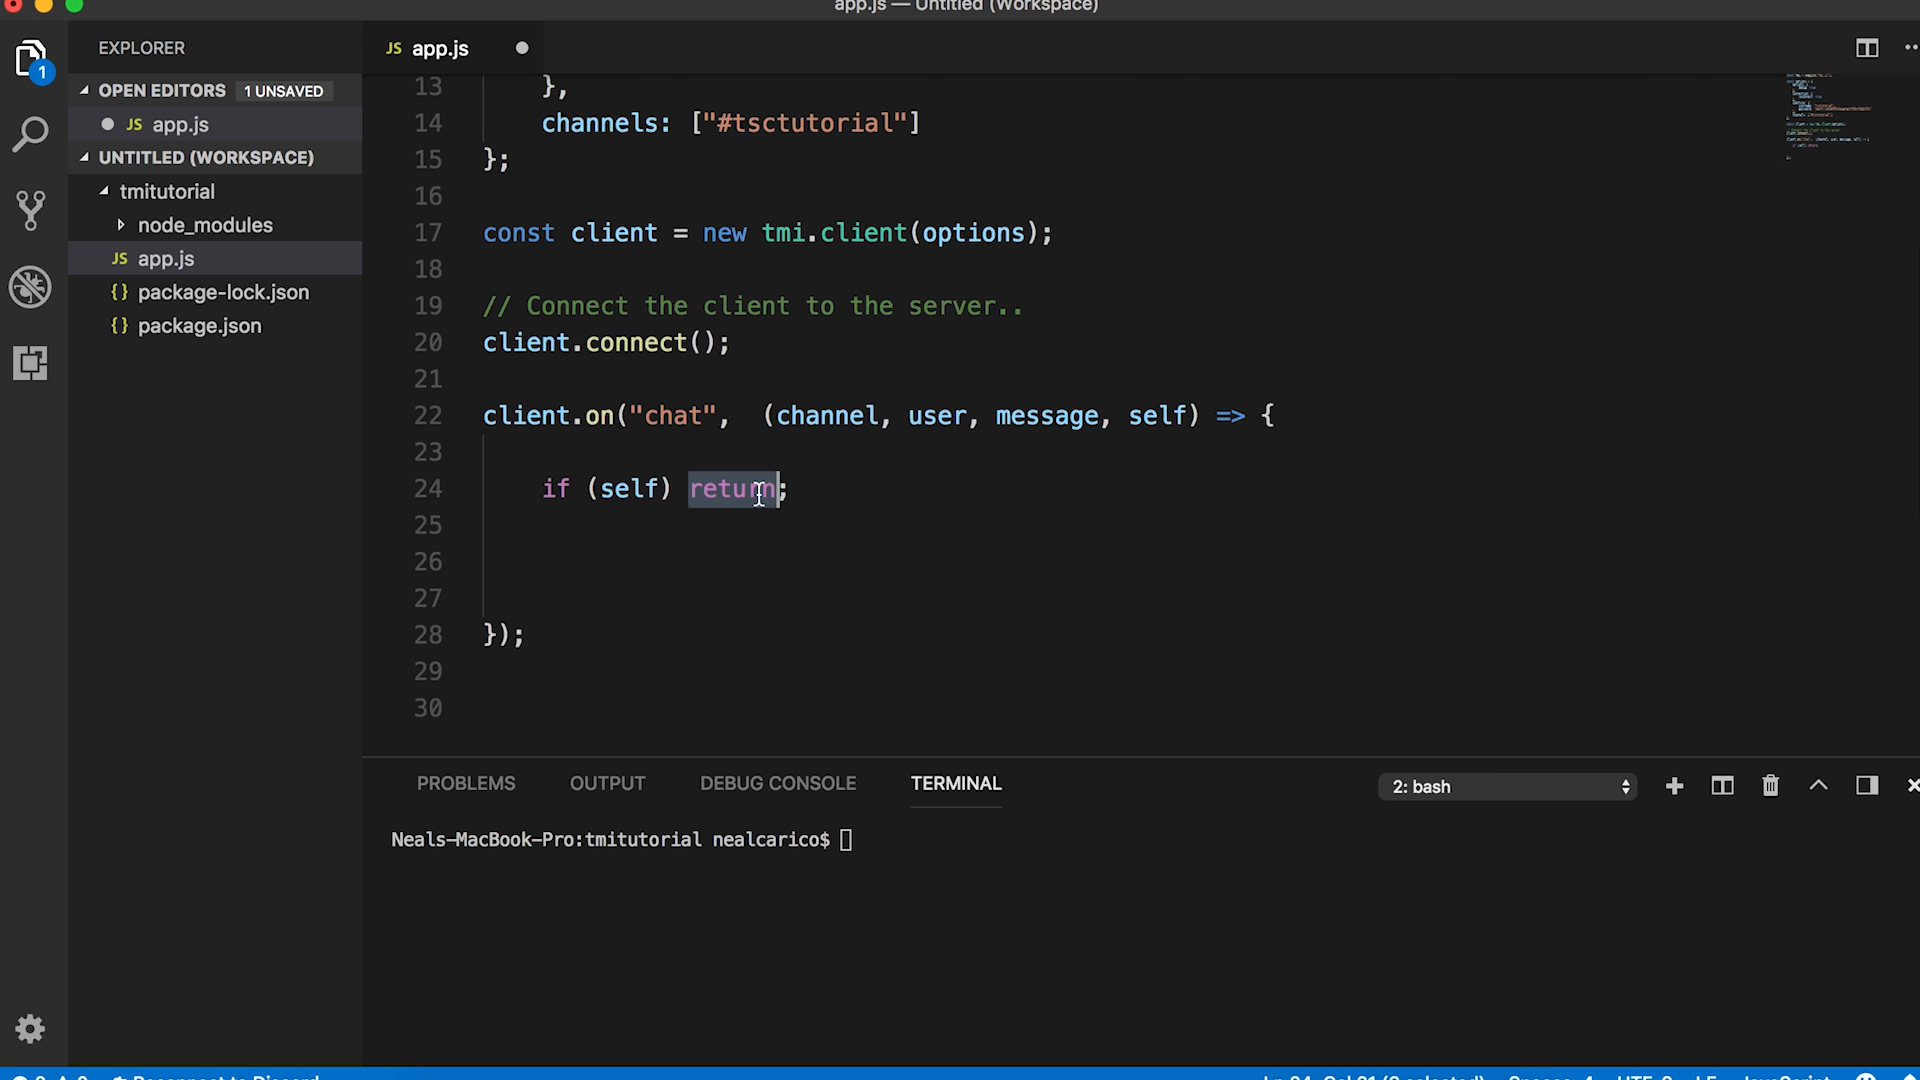 app.js — Untitled (Workspace)
EXPLORER
JS app.js
1
OPEN EDITORS 1 UNSAVED
JS app.js
UNTITLED (WORKSPACE)
tmitutorial
node_modules
JS app.js
{} package-lock.json
{} package.json
13 },
14 channels: ["#tsctutorial"]
15 };
16
17 const client = new tmi.client(options);
18
19 // Connect the client to the server..
20 client.connect();
21
22 client.on("chat",  (channel, user, message, self) => {
23
24 if (self) return;
25
26
27
28 });
29
30
PROBLEMS OUTPUT DEBUG CONSOLE TERMINAL 2: bash
Neals-MacBook-Pro:tmitutorial nealcarico$